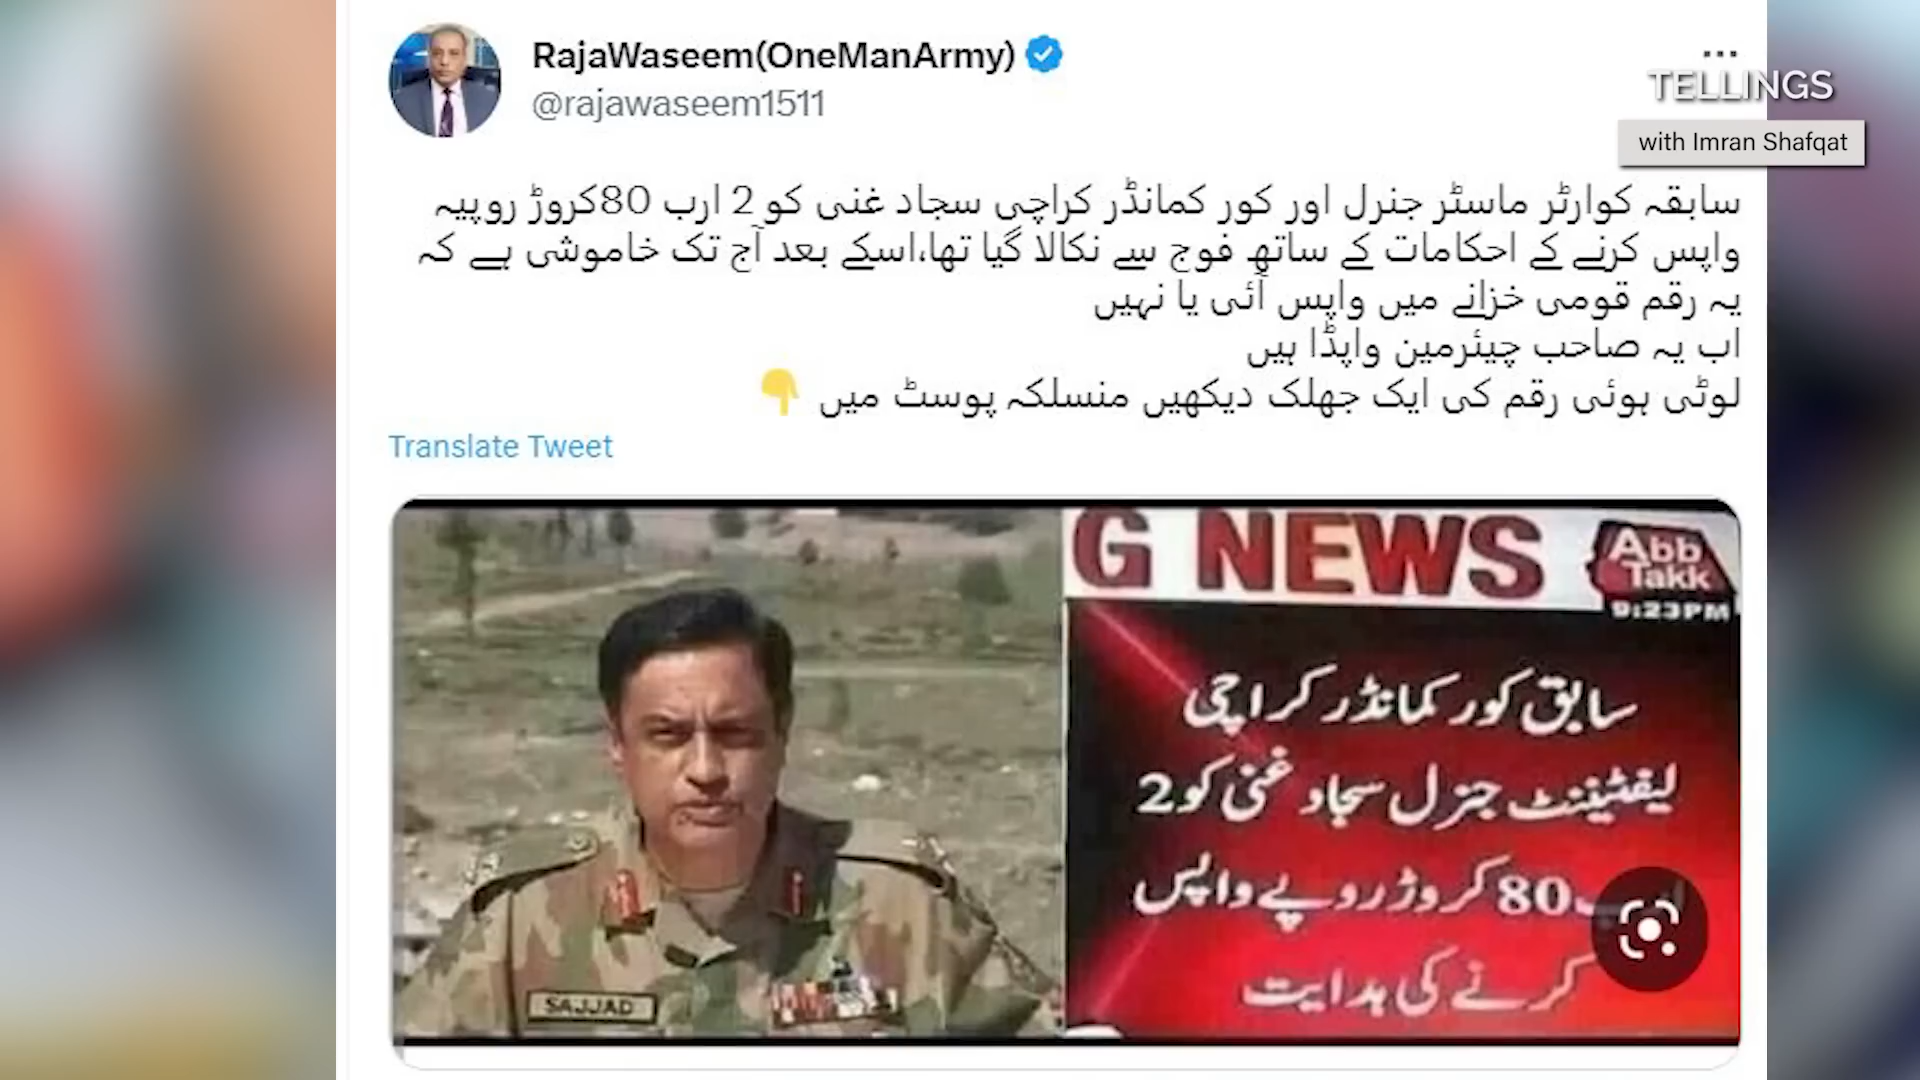 RajaWaseem(OneManArmy)
@rajawaseem1511
TELLINGS
with Imran Shafqat
سابقہ کوارٹر ماسٹر جنرل اور کور کمانڈر کراچی سجاد غنی کو 2 ارب 80کروڑ روپیہ
واپس کرنے کے احکامات کے ساتھ فوج سے نکالا گیا تھا،اسکے بعد آج تک خاموشی ہے کہ
یہ رقم قومی خزانے میں واپس آئی یا نہیں
اب یہ صاحب چیئرمین واپڈا ہیں
لوٹی ہوئی رقم کی ایک جھلک دیکھیں منسلکہ پوسٹ میں 👇
Translate Tweet
G NEWS
Abb
Takk
9:23PM
سابق کور کمانڈر کراچی
لیفٹیننٹ جنرل سجاد غنی کو 2
80 کروڑ روپے واپس
کرنے کی ہدایت
SAJJAD